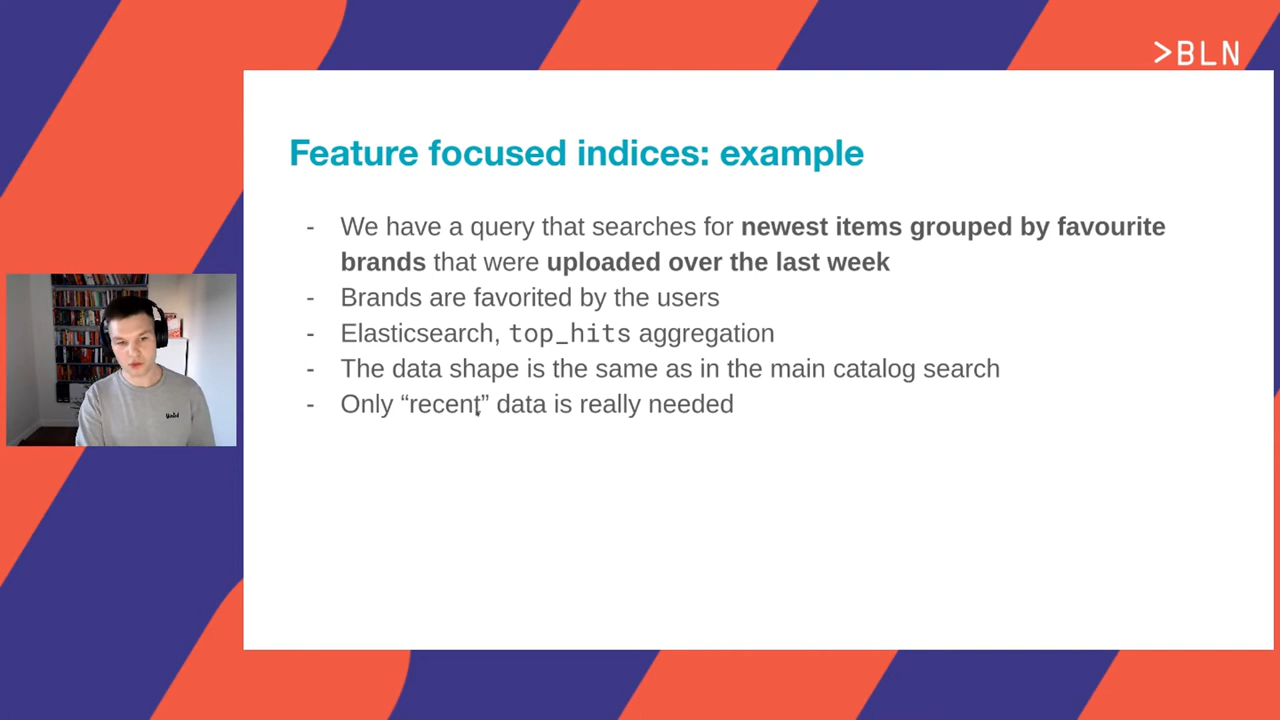 >BLN
Feature focused indices: example
- We have a query that searches for newest items grouped by favourite
brands that were uploaded over the last week
- Brands are favorited by the users
- Elasticsearch, top_hits aggregation
- The data shape is the same as in the main catalog search
- Only “recent” data is really needed